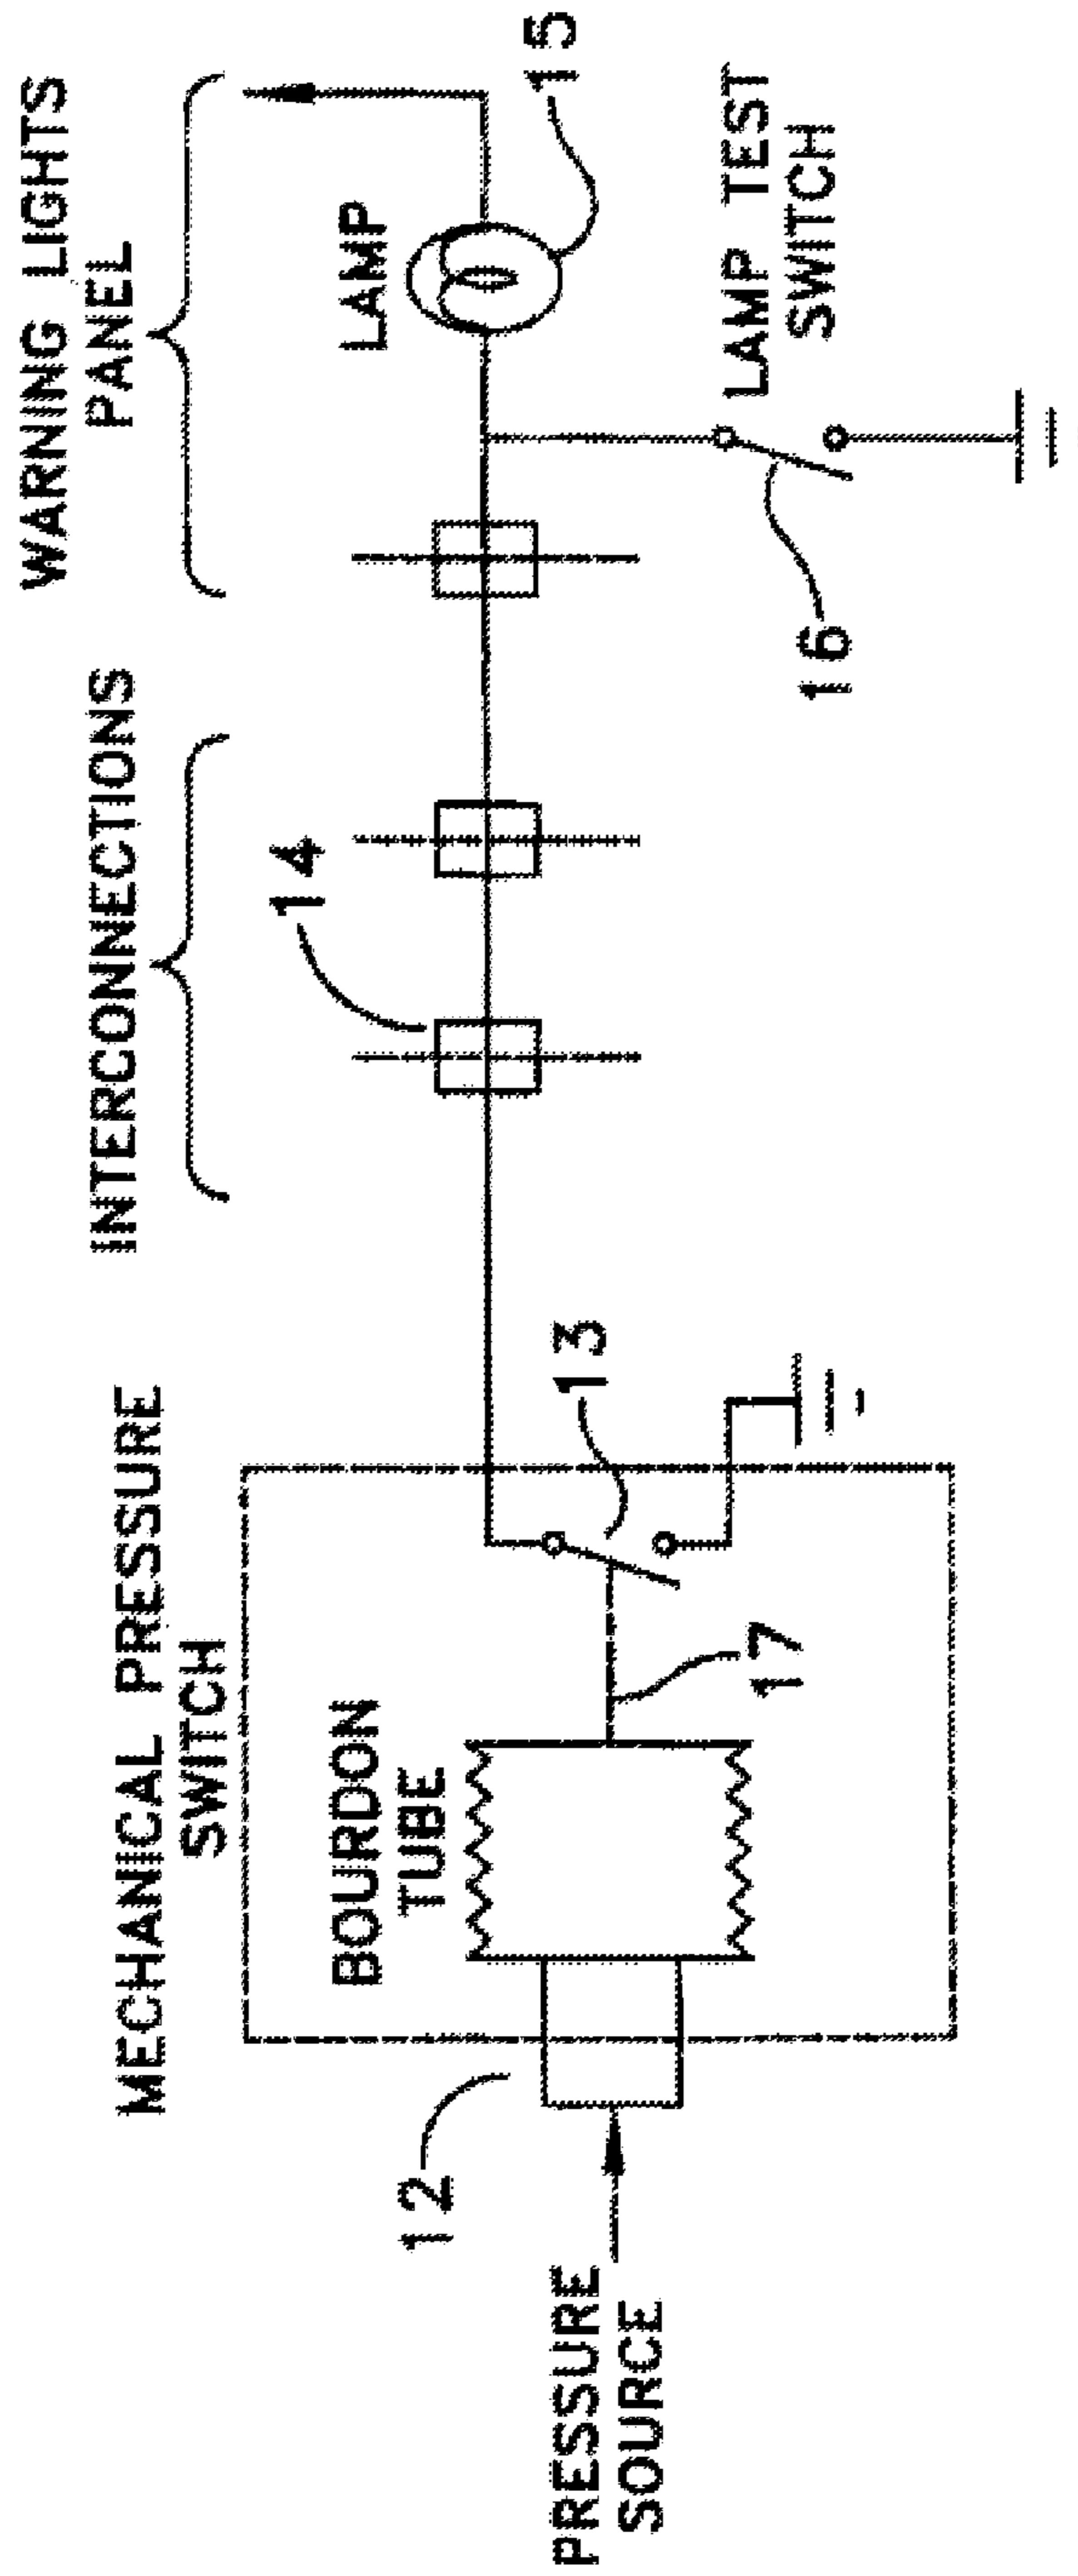 WARNING LIGHTS
PANEL
INTERCONNECTIONS
MECHANICAL PRESSURE
SWITCH
LAMP
15
14
BOURDON
TUBE
13
12
17
16
LAMP TEST
SWITCH
PRESSURE
SOURCE